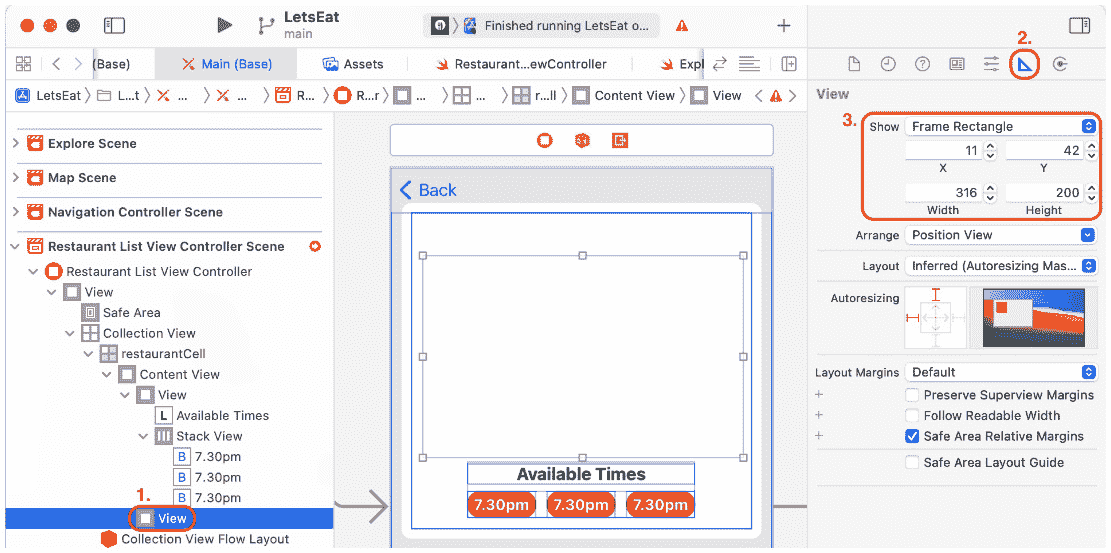 LetsEat
main
Finished running LetsEat o...
2.
(Base)
Main (Base)
Assets
Restaurant...ewController
Expl
LetsEat
L...t
...
...
R...
R...r
...
...
r...ll
Content View
View
View
Explore Scene
Map Scene
Navigation Controller Scene
Restaurant List View Controller Scene
Restaurant List View Controller
View
Safe Area
Collection View
restaurantCell
Content View
View
L Available Times
Stack View
B 7.30pm
B 7.30pm
B 7.30pm
1.
View
Collection View Flow Layout
Back
Available Times
7.30pm 7.30pm 7.30pm
3.
Show Frame Rectangle
11 42
X Y
316 200
Width Height
Arrange Position View
Layout Inferred (Autoresizing Mas...
Autoresizing
Layout Margins Default
Preserve Superview Margins
Follow Readable Width
Safe Area Relative Margins
Safe Area Layout Guide